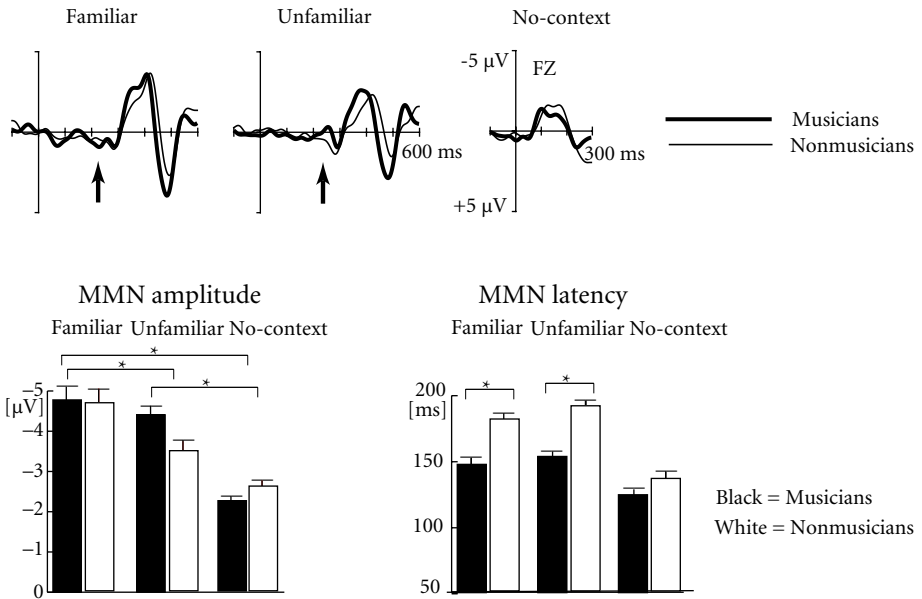 Familiar
Unfamiliar
No-context
-5 μV
FZ
600 ms
300 ms
+5 μV
Musicians
Nonmusicians
MMN amplitude
Familiar Unfamiliar No-context
*
*
*
−5
[μV]
−4
−3
−2
−1
0
MMN latency
Familiar Unfamiliar No-context
*
*
200
[ms]
150
100
50
Black = Musicians
White = Nonmusicians